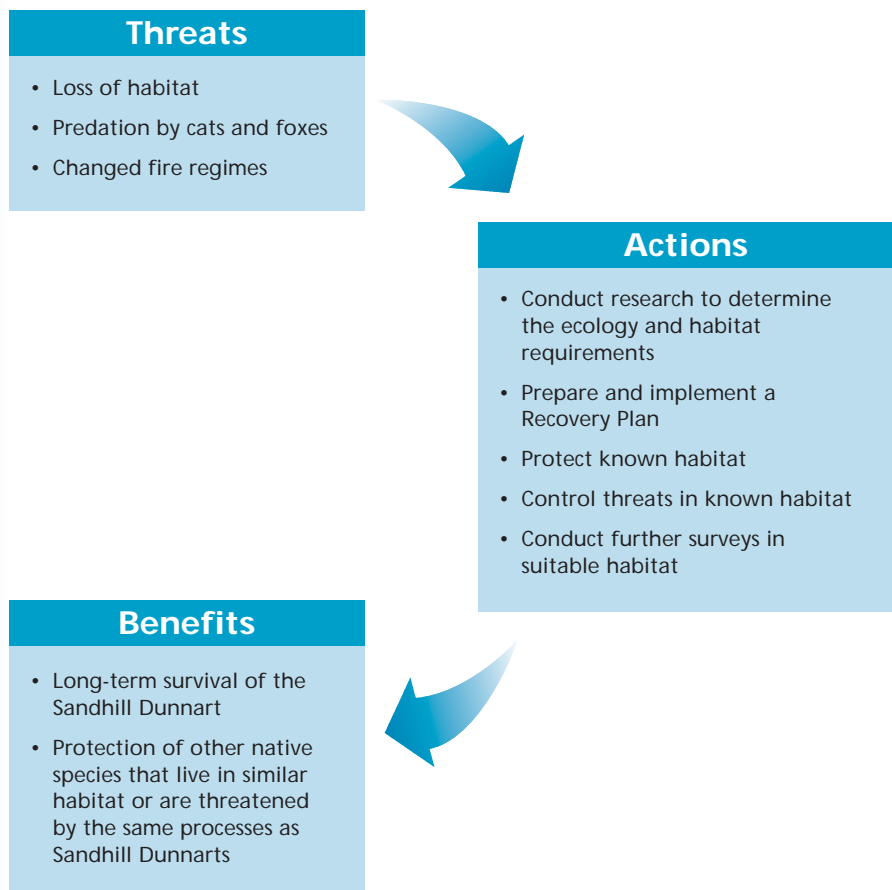 Threats
• Loss of habitat
• Predation by cats and foxes
• Changed fire regimes
Actions
• Conduct research to determine
the ecology and habitat
requirements
• Prepare and implement a
Recovery Plan
• Protect known habitat
• Control threats in known habitat
• Conduct further surveys in
suitable habitat
Benefits
• Long-term survival of the
Sandhill Dunnart
• Protection of other native
species that live in similar
habitat or are threatened
by the same processes as
Sandhill Dunnarts